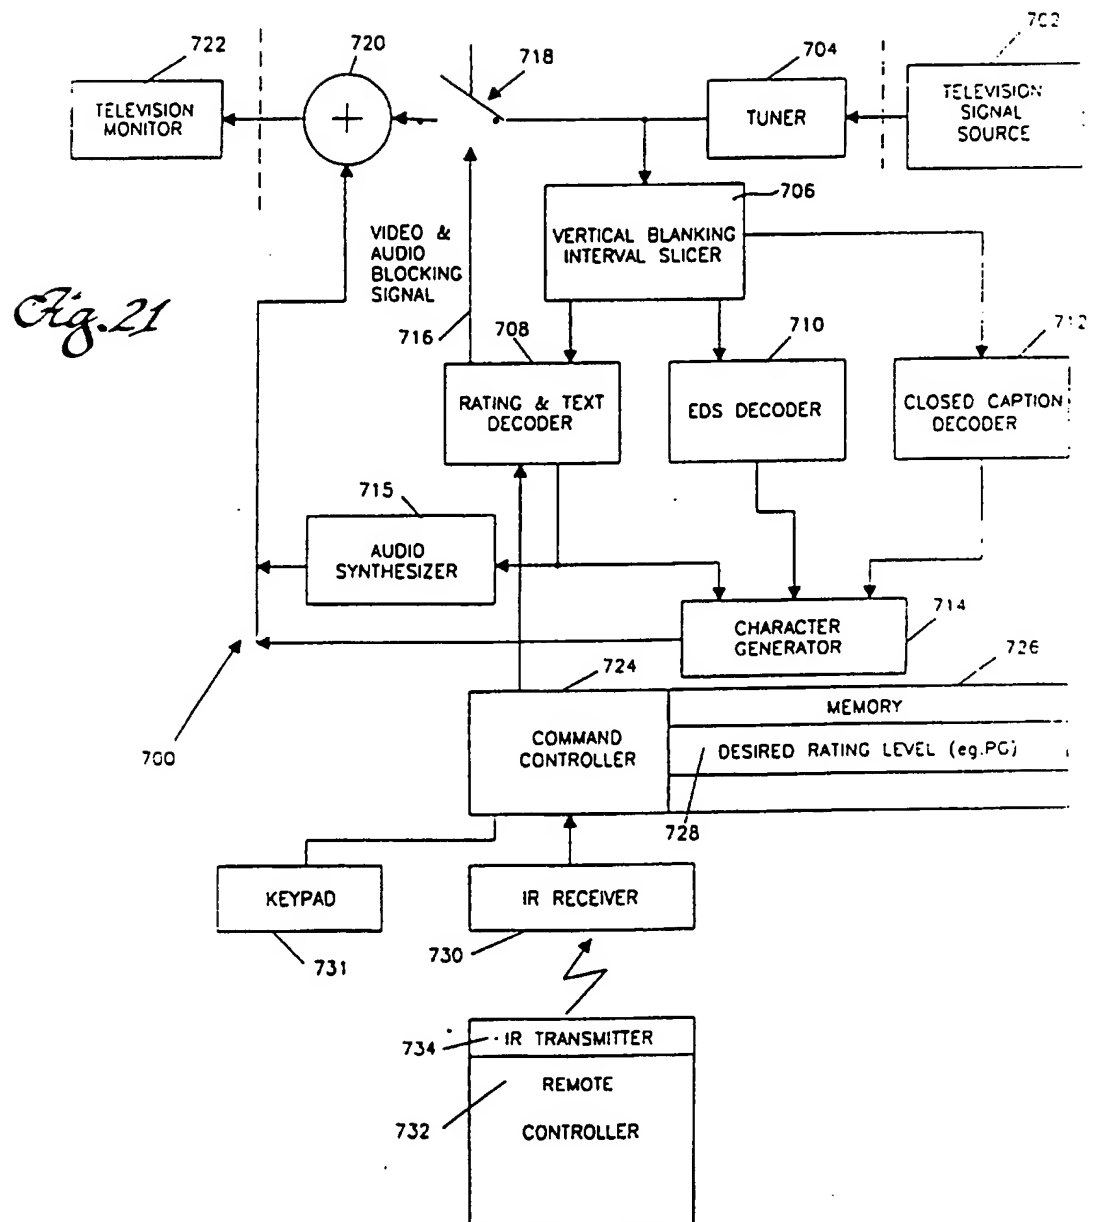 702
722
720
718
704
TELEVISION
MONITOR
+
TUNER
TELEVISION
SIGNAL
SOURCE
706
VIDEO &
AUDIO
BLOCKING
SIGNAL
VERTICAL BLANKING
INTERVAL SLICER
Fig.21
716
708
710
712
RATING & TEXT
DECODER
EDS DECODER
CLOSED CAPTION
DECODER
715
AUDIO
SYNTHESIZER
CHARACTER
GENERATOR
714
724
726
700
COMMAND
CONTROLLER
MEMORY
DESIRED RATING LEVEL (eg.PG)
728
KEYPAD
IR RECEIVER
731
730
734
IR TRANSMITTER
732
REMOTE
CONTROLLER